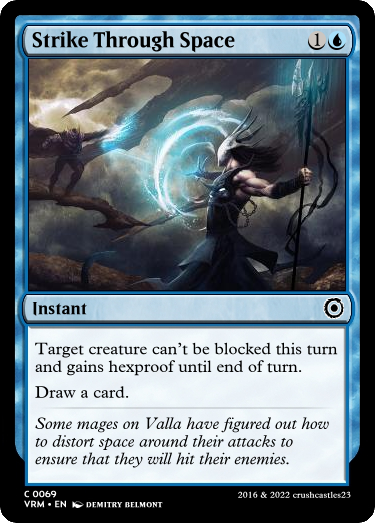 Strike Through Space 1
Instant
Target creature can't be blocked this turn
and gains hexproof until end of turn.
Draw a card.
Some mages on Valla have figured out how
to distort space around their attacks to
ensure that they will hit their enemies.
C 0069
VRM • EN DEMITRY BELMONT
2016 & 2022 crushcastles23